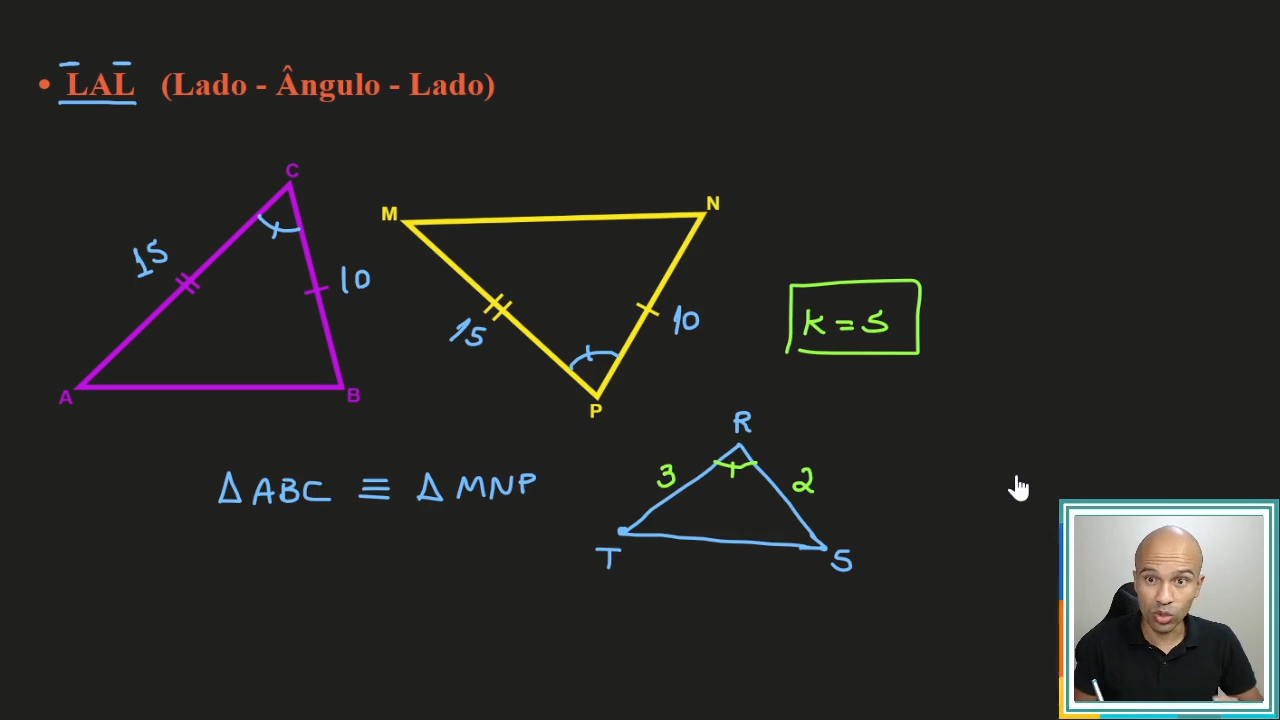 • LAL (Lado - Ângulo - Lado)
C
M
N
15
10
15
10
K = 5
A
B
P
R
3
2
Δ ABC ≡ Δ MNP
T
S